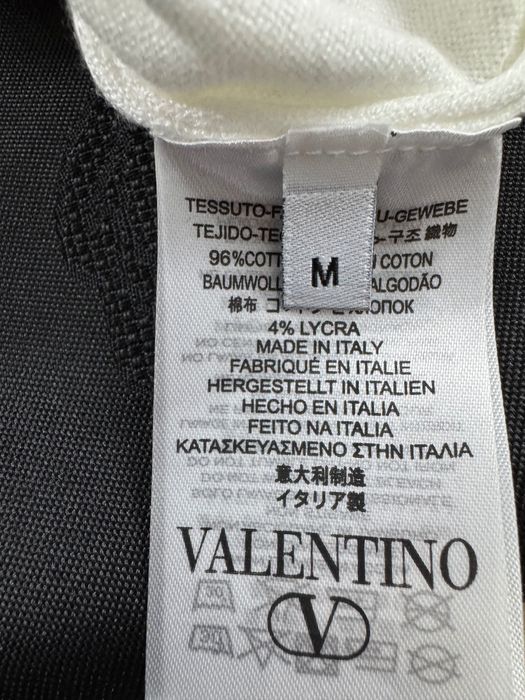 TESSUTO-F U-GEWEBE
TEJIDO-TE -구조 織物
96%COTT COTON
BAUMWOLL ALGODÃO
棉布 ХЛОПОК
4% LYCRA
MADE IN ITALY
FABRIQUÉ EN ITALIE
HERGESTELLT IN ITALIEN
HECHO EN ITALIA
FEITO NA ITALIA
ΚΑΤΑΣΚΕΥΑΣΜΕΝΟ ΣΤΗΝ ΙΤΑΛΙΑ
意大利制造
イタリア製
VALENTINO
V
M